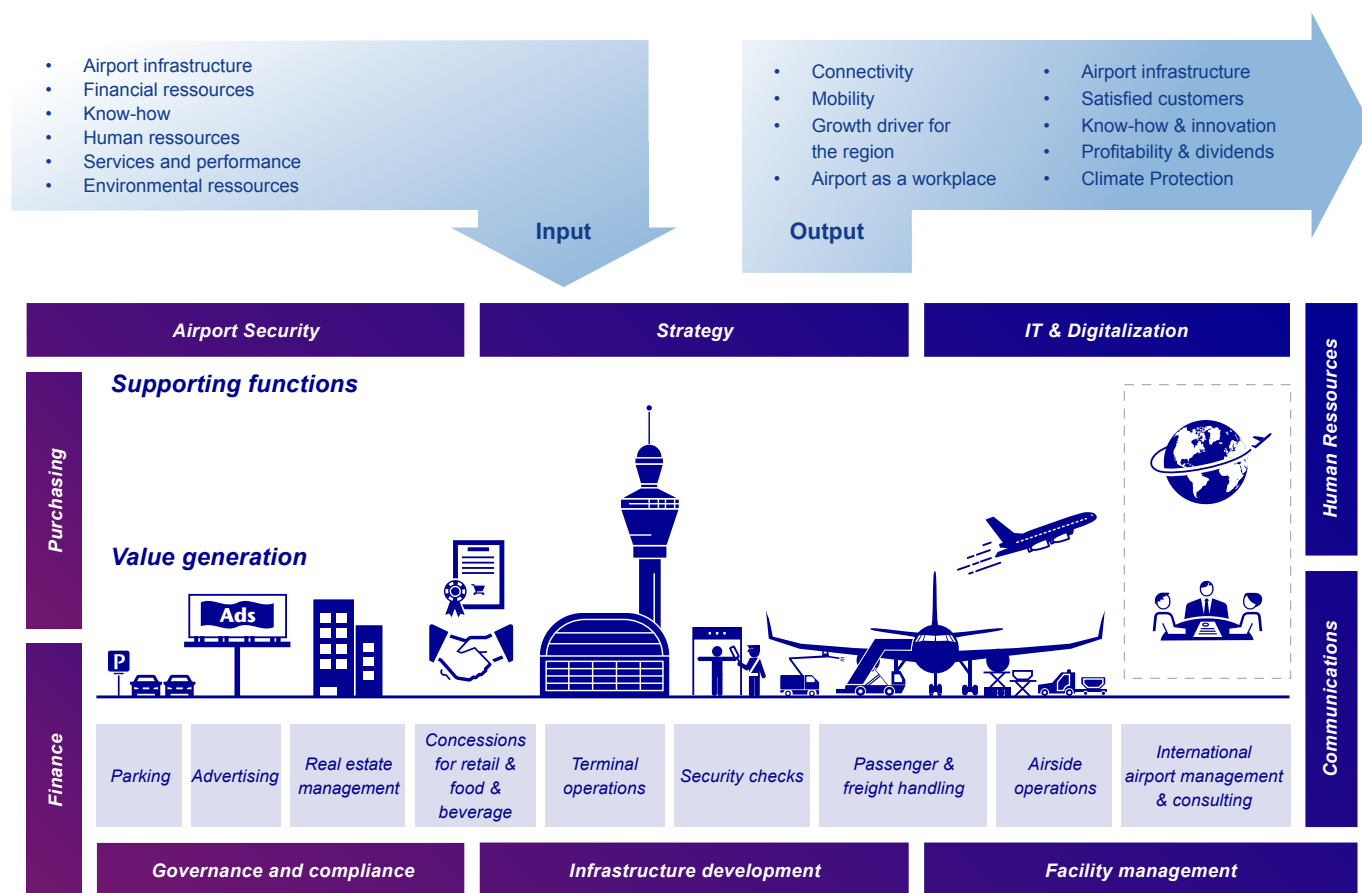 • Airport infrastructure
• Financial ressources
• Know-how
• Human ressources
• Services and performance
• Environmental ressources
Input
• Connectivity
• Mobility
• Growth driver for
the region
• Airport as a workplace
• Airport infrastructure
• Satisfied customers
• Know-how & innovation
• Profitability & dividends
• Climate Protection
Output
Airport Security
Strategy
IT & Digitalization
Human Ressources
Purchasing
Supporting functions
Value generation
Ads
P
Finance
Communications
Parking
Advertising
Real estate
management
Concessions
for retail &
food &
beverage
Terminal
operations
Security checks
Passenger &
freight handling
Airside
operations
International
airport management
& consulting
Governance and compliance
Infrastructure development
Facility management